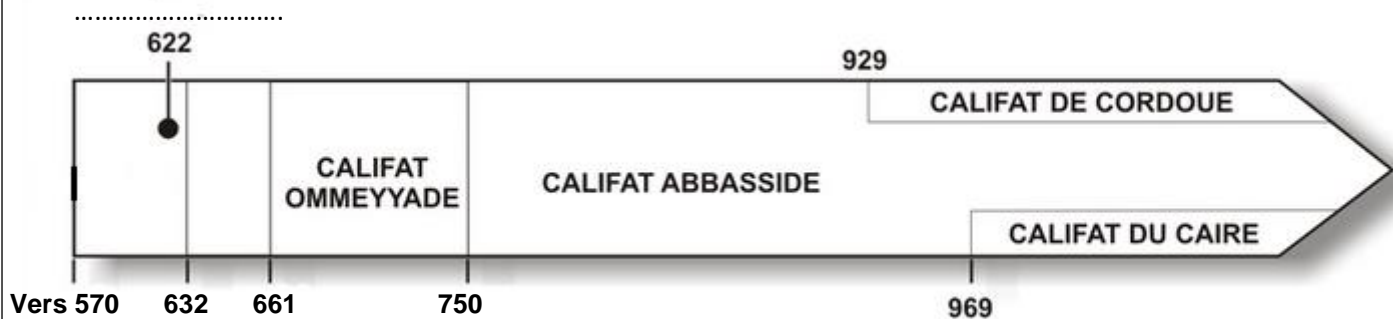 ..............................
622
929
CALIFAT DE CORDOUE
CALIFAT
OMMEYYADE
CALIFAT ABBASSIDE
CALIFAT DU CAIRE
Vers 570 632 661 750 969